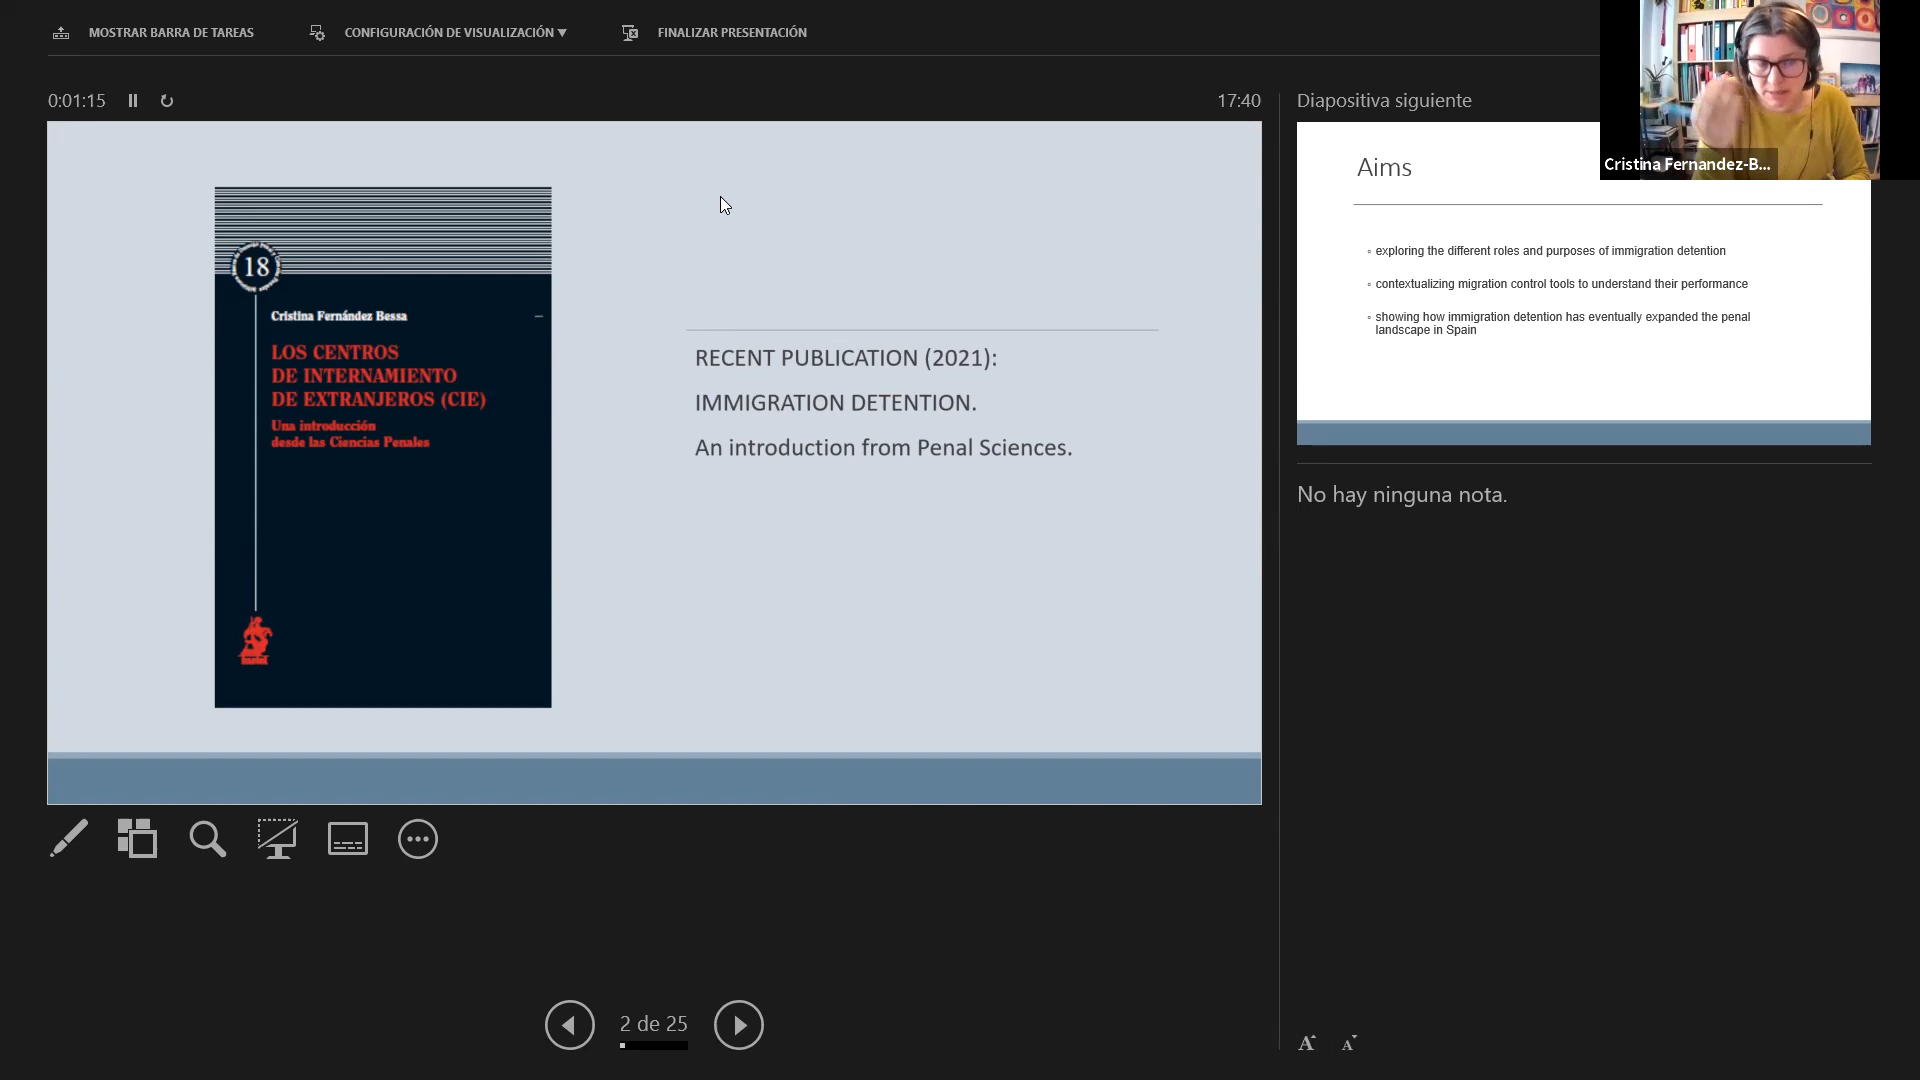 MOSTRAR BARRA DE TAREAS
CONFIGURACIÓN DE VISUALIZACIÓN
FINALIZAR PRESENTACIÓN
0:01:15
17:40
Diapositiva siguiente
18
Cristina Fernández Bessa
LOS CENTROS
DE INTERNAMIENTO
DE EXTRANJEROS (CIE)
Una introducción
desde las Ciencias Penales
RECENT PUBLICATION (2021):
IMMIGRATION DETENTION.
An introduction from Penal Sciences.
Cristina Fernandez-B...
Aims
exploring the different roles and purposes of immigration detention
contextualizing migration control tools to understand their performance
showing how immigration detention has eventually expanded the penal
landscape in Spain
No hay ninguna nota.
2 de 25
A
A